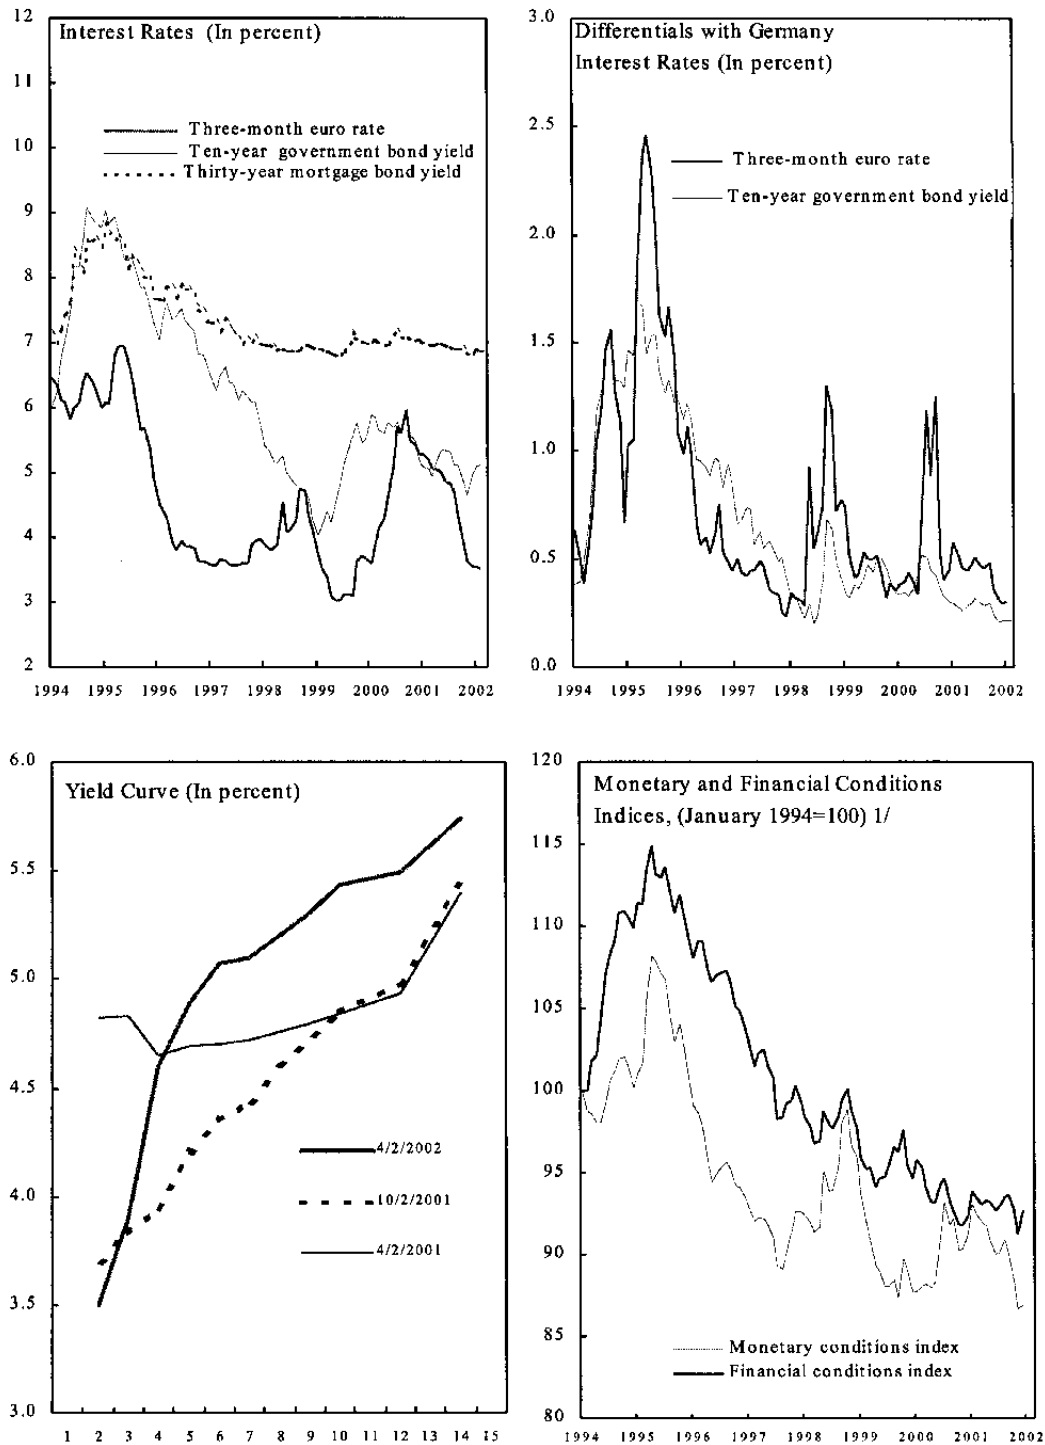 Interest Rates (In percent)
12
11
10
9
8
7
6
5
4
3
2
Three-month euro rate
Ten-year government bond yield
Thirty-year mortgage bond yield
1994 1995 1996 1997 1998 1999 2000 2001 2002
Differentials with Germany
Interest Rates (In percent)
3.0
2.5
2.0
1.5
1.0
0.5
0.0
Three-month euro rate
Ten-year government bond yield
1994 1995 1996 1997 1998 1999 2000 2001 2002
Yield Curve (In percent)
6.0
5.5
5.0
4.5
4.0
3.5
3.0
4/2/2002
10/2/2001
4/2/2001
1 2 3 4 5 6 7 8 9 10 11 12 13 14 15
Monetary and Financial Conditions
Indices, (January 1994=100) 1/
120
115
110
105
100
95
90
85
80
Monetary conditions index
Financial conditions index
1994 1995 1996 1997 1998 1999 2000 2001 2002